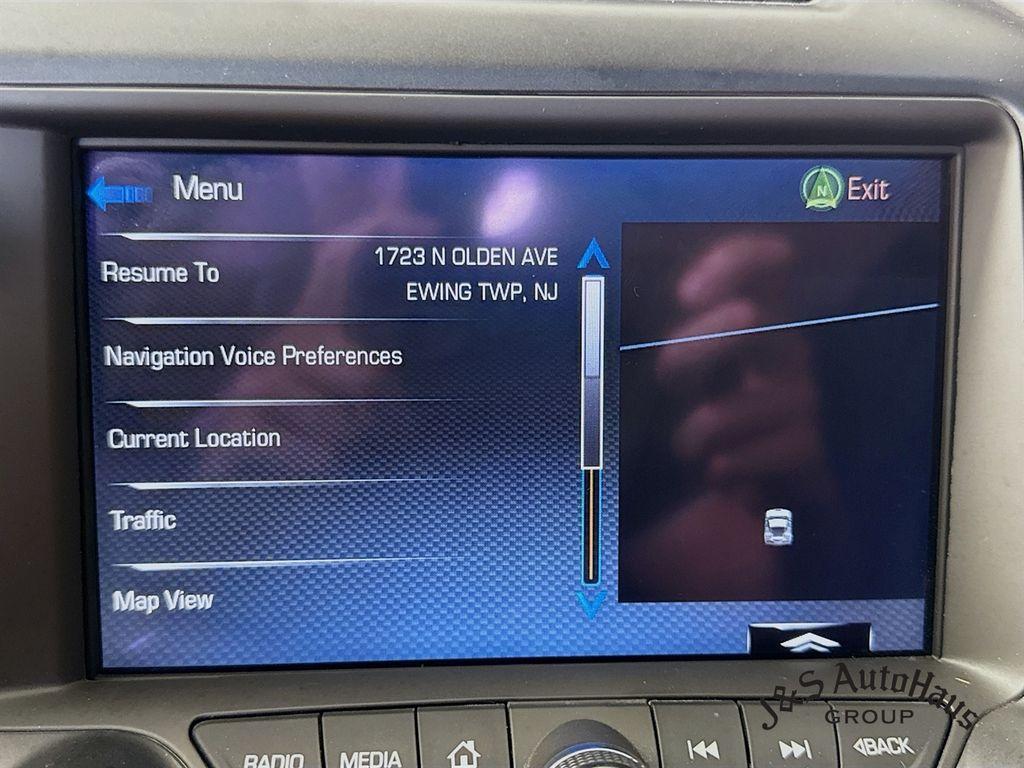 Menu
N
Exit
Resume To
1723 N OLDEN AVE
EWING TWP, NJ
Navigation Voice Preferences
Current Location
Traffic
Map View
RADIO
MEDIA
BACK
J&S AutoHaus
GROUP